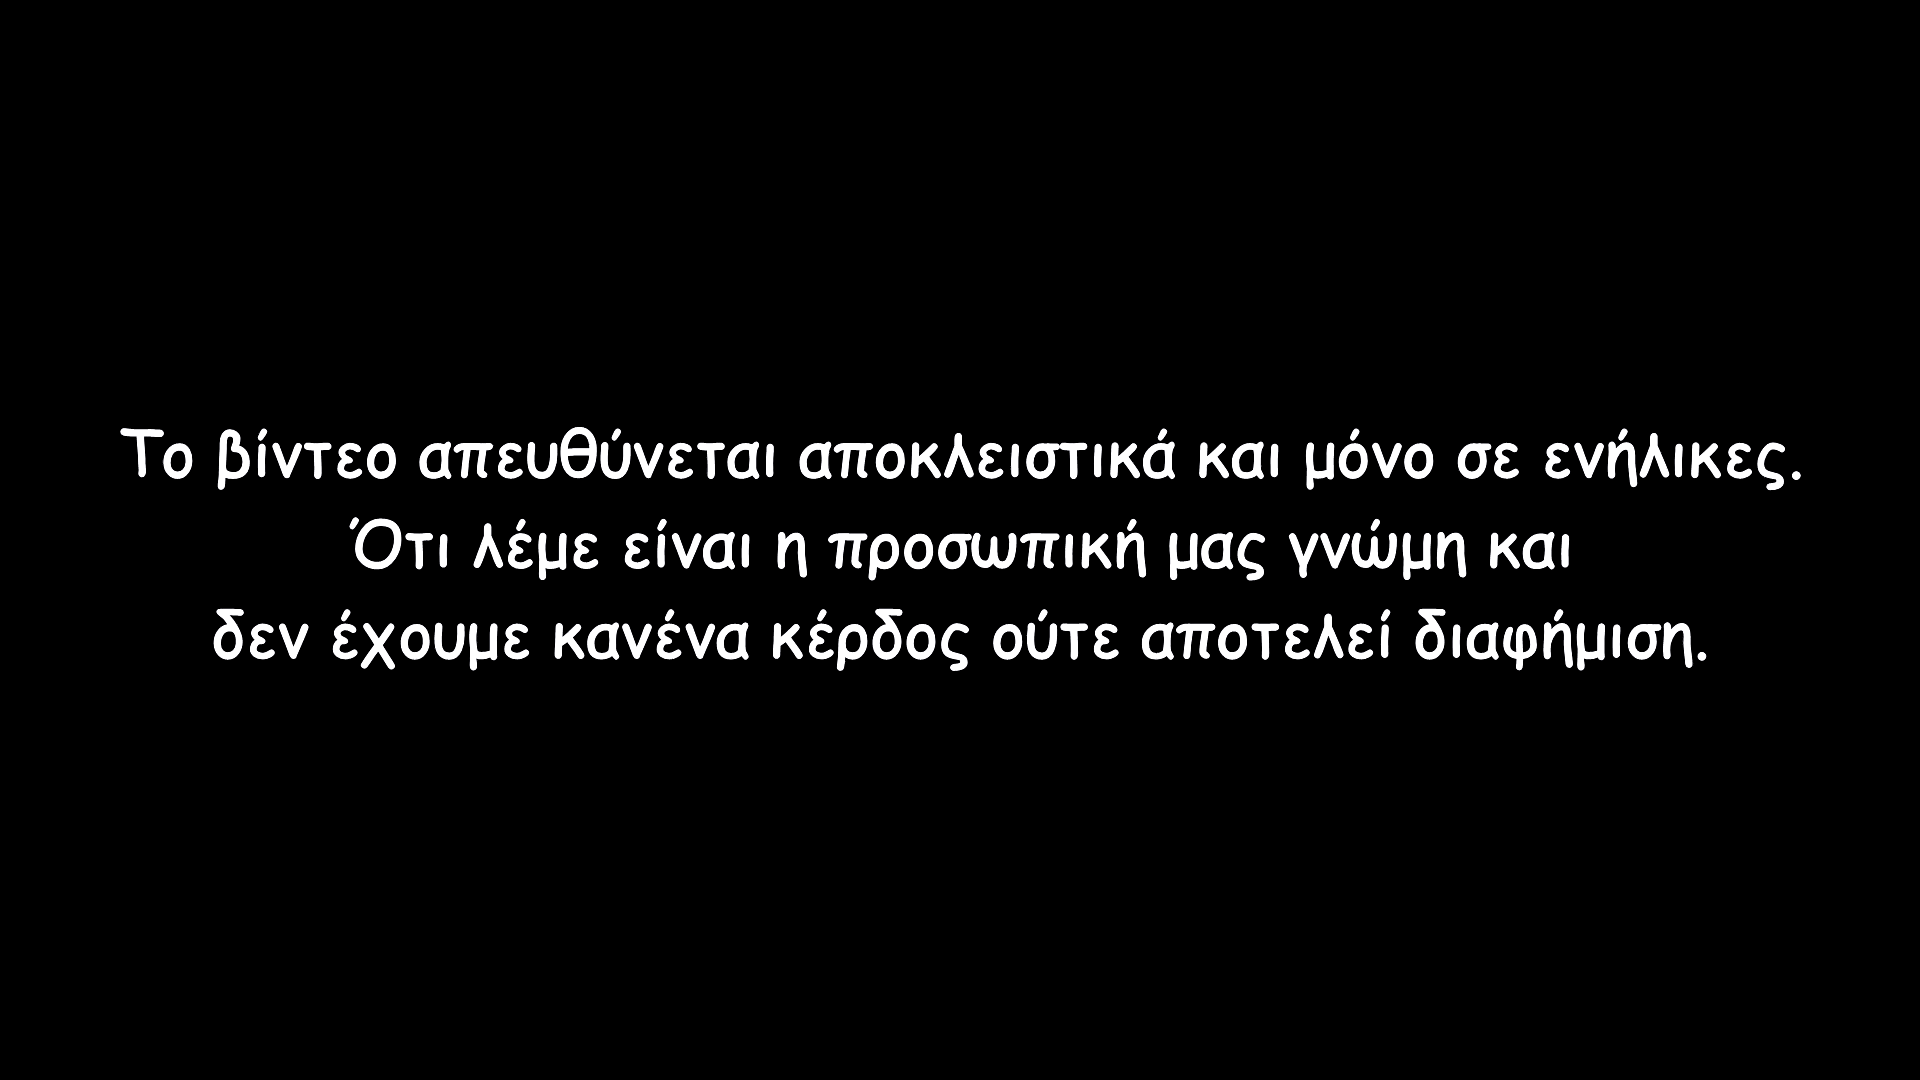 Το βίντεο απευθύνεται αποκλειστικά και μόνο σε ενήλικες.
Ότι λέμε είναι η προσωπική μας γνώμη και
δεν έχουμε κανένα κέρδος ούτε αποτελεί διαφήμιση.